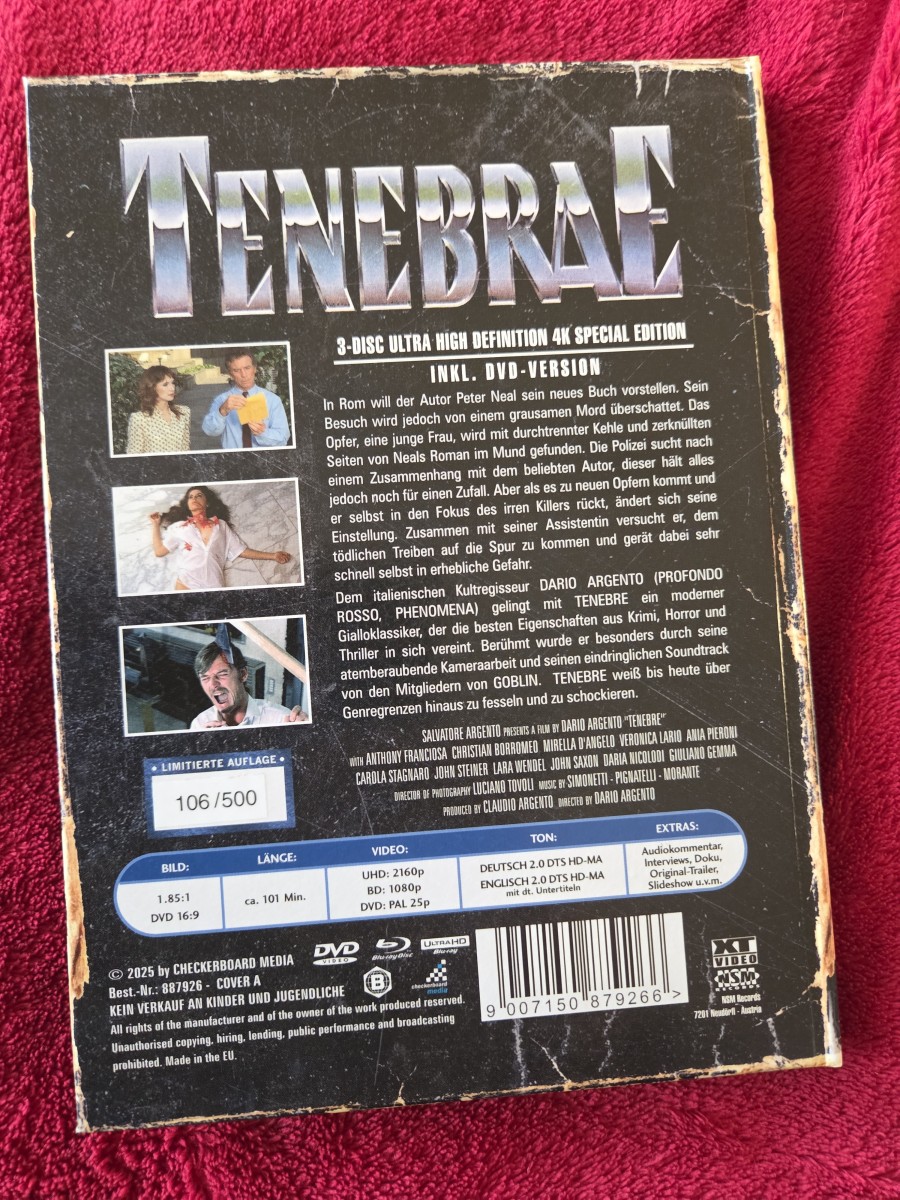 TENEBRAE
3-DISC ULTRA HIGH DEFINITION 4K SPECIAL EDITION
INKL. DVD-VERSION
In Rom will der Autor Peter Neal sein neues Buch vorstellen. Sein
Besuch wird jedoch von einem grausamen Mord überschattet. Das
Opfer, eine junge Frau, wird mit durchtrennter Kehle und zerknüllten
Seiten von Neals Roman im Mund gefunden. Die Polizei sucht nach
einem Zusammenhang mit dem beliebten Autor, dieser hält alles
jedoch noch für einen Zufall. Aber als es zu neuen Opfern kommt und
er selbst in den Fokus des irren Killers rückt, ändert sich seine
Einstellung. Zusammen mit seiner Assistentin versucht er, dem
tödlichen Treiben auf die Spur zu kommen und gerät dabei sehr
schnell selbst in erhebliche Gefahr.
Dem italienischen Kultregisseur DARIO ARGENTO (PROFONDO
ROSSO, PHENOMENA) gelingt mit TENEBRE ein moderner
Gialloklassiker, der die besten Eigenschaften aus Krimi, Horror und
Thriller in sich vereint. Berühmt wurde er besonders durch seine
atemberaubende Kameraarbeit und seinen eindringlichen Soundtrack
von den Mitgliedern von GOBLIN. TENEBRE weiß bis heute über
Genregrenzen hinaus zu fesseln und zu schockieren.
SALVATORE ARGENTO PRESENTS A FILM BY DARIO ARGENTO "TENEBRE"
WITH ANTHONY FRANCIOSA CHRISTIAN BORROMEO MIRELLA D'ANGELO VERONICA LARIO ANIA PIERONI
CAROLA STAGNARO JOHN STEINER LARA WENDEL JOHN SAXON DARIA NICOLODI GIULIANO GEMMA
DIRECTOR OF PHOTOGRAPHY LUCIANO TOVOLI MUSIC BY SIMONETTI - PIGNATELLI - MORANTE
PRODUCED BY CLAUDIO ARGENTO DIRECTED BY DARIO ARGENTO
• LIMITIERTE AUFLAGE •
106/500
BILD:
1.85:1
DVD 16:9
LÄNGE:
ca. 101 Min.
VIDEO:
UHD: 2160p
BD: 1080p
DVD: PAL 25p
TON:
DEUTSCH 2.0 DTS HD-MA
ENGLISCH 2.0 DTS HD-MA
mit dt. Untertiteln
EXTRAS:
Audiokommentar,
Interviews, Doku,
Original-Trailer,
Slideshow u.v.m.
© 2025 by CHECKERBOARD MEDIA
Best.-Nr.: 887926 - COVER A
KEIN VERKAUF AN KINDER UND JUGENDLICHE
All rights of the manufacturer and of the owner of the work produced reserved.
Unauthorised copying, hiring, lending, public performance and broadcasting
prohibited. Made in the EU.
DVD
VIDEO
Blu-ray Disc
ULTRA HD
Blu-ray
B
checkerboard
media
9 007150 879266 >
XT
VIDEO
NSM
RECORDS
NSM Records
7201 Neudörfl - Austria